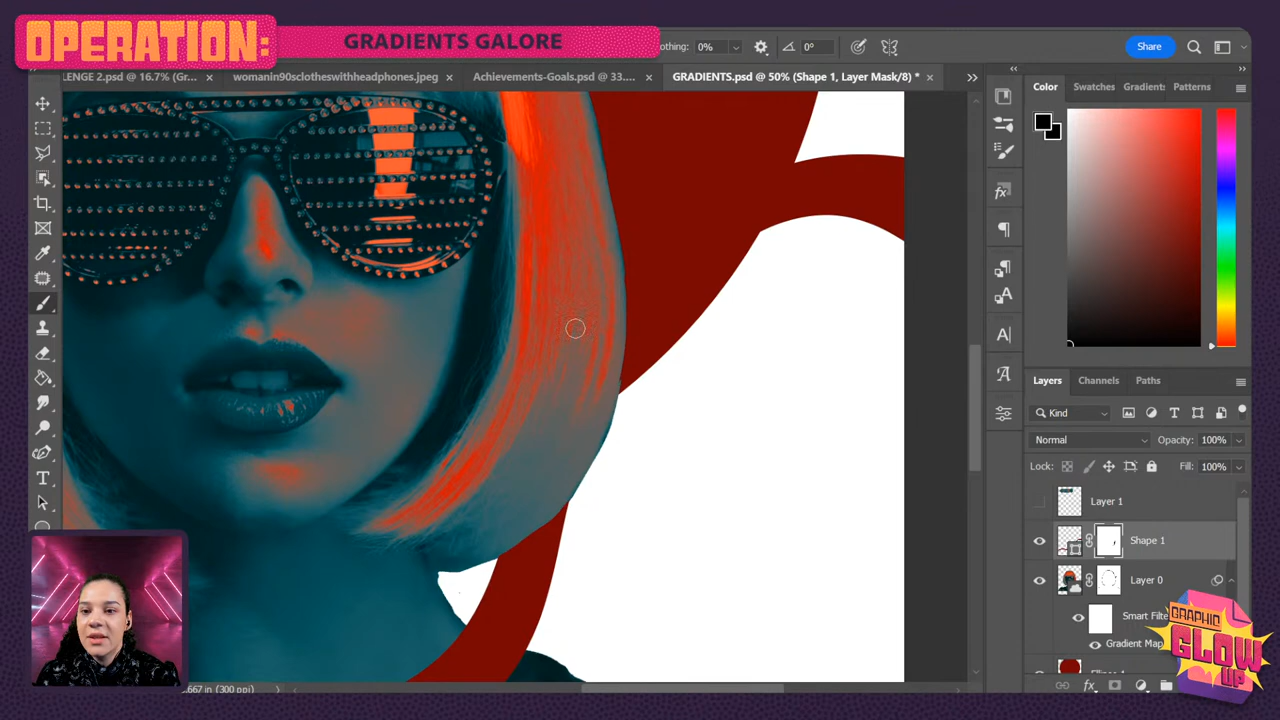 OPERATION:
GRADIENTS GALORE
othing: 0%
0°
Share
LENGE 2.psd @ 16.7% (Gr... ×
womanin90sclotheswithheadphones.jpeg ×
Achievements-Goals.psd @ 33.... ×
GRADIENTS.psd @ 50% (Shape 1, Layer Mask/8) * ×
Color
Swatches
Gradient:
Patterns
Layers
Channels
Paths
Kind
Normal
Opacity: 100%
Lock:
Fill: 100%
Layer 1
Shape 1
Layer 0
Smart Filte
Gradient Map
Ellipse 1
.667 in (300 ppi)
GRAPHIC
GLOW
UP